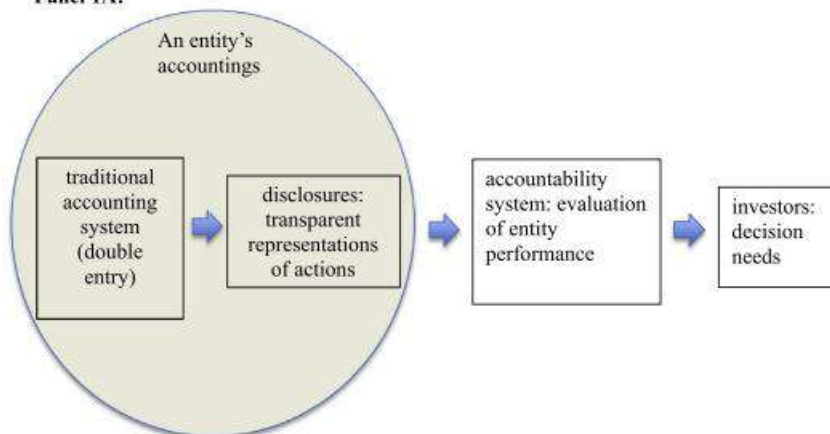 Panel 1A:
An entity's
accountings
traditional
accounting
system
(double
entry)
disclosures:
transparent
representations
of actions
accountability
system: evaluation
of entity
performance
investors:
decision
needs